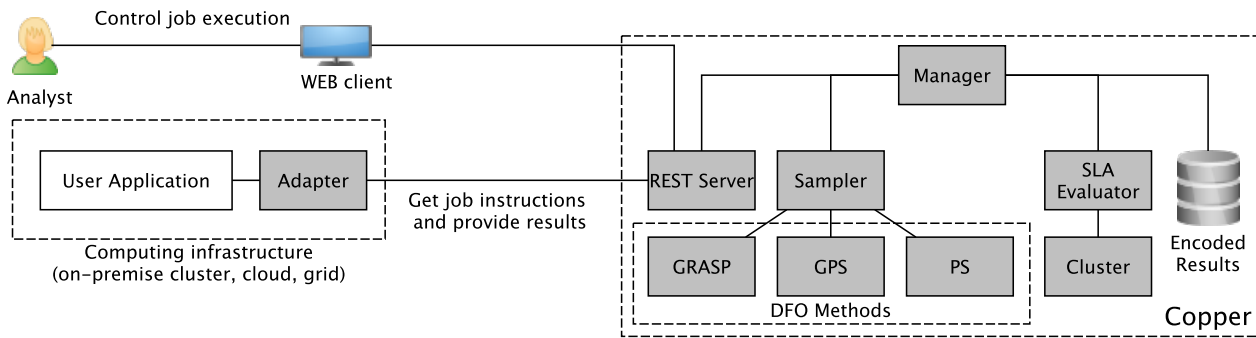 Control job execution
Analyst
WEB client
Manager
User Application
Adapter
Get job instructions
and provide results
REST Server
Sampler
SLA
Evaluator
Encoded
Results
Computing infrastructure
(on-premise cluster, cloud, grid)
GRASP
GPS
PS
Cluster
DFO Methods
Copper